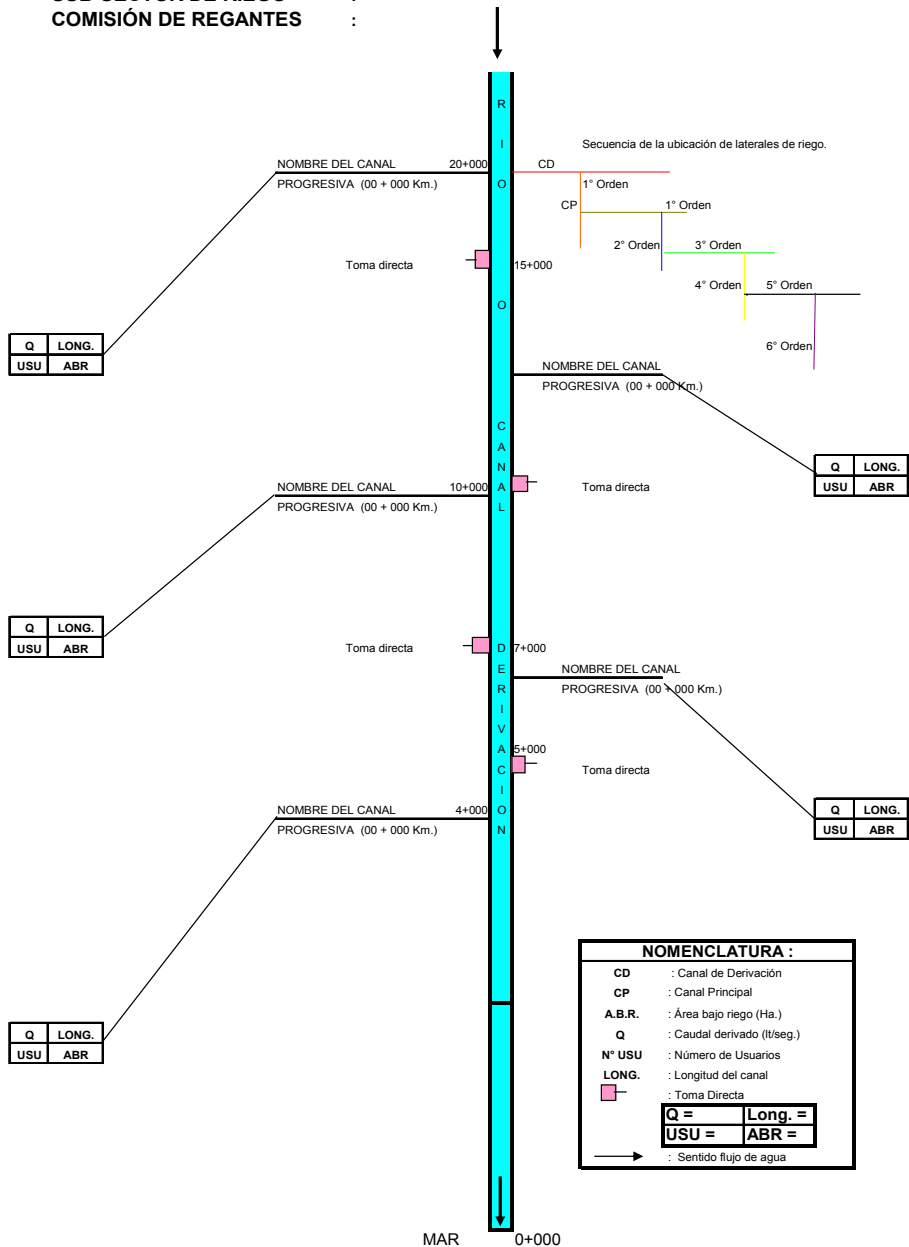 SUB SECTOR DE RIEGO :
COMISIÓN DE REGANTES :
RIO O CANAL DERIVACION
Secuencia de la ubicación de laterales de riego.
NOMBRE DEL CANAL 20+000 CD
PROGRESIVA (00 + 000 Km.) 1° Orden
CP 1° Orden
2° Orden 3° Orden
Toma directa 15+000
4° Orden 5° Orden
6° Orden
Q LONG.
USU ABR
NOMBRE DEL CANAL
PROGRESIVA (00 + 000 Km.)
Q LONG.
USU ABR
NOMBRE DEL CANAL 10+000
Toma directa
PROGRESIVA (00 + 000 Km.)
Q LONG.
USU ABR
Toma directa 7+000
NOMBRE DEL CANAL
PROGRESIVA (00 + 000 Km.)
5+000
Toma directa
NOMBRE DEL CANAL 4+000
PROGRESIVA (00 + 000 Km.)
Q LONG.
USU ABR
NOMENCLATURA :
CD : Canal de Derivación
CP : Canal Principal
A.B.R. : Área bajo riego (Ha.)
Q : Caudal derivado (lt/seg.)
N° USU : Número de Usuarios
LONG. : Longitud del canal
: Toma Directa
Q = Long. =
USU = ABR =
: Sentido flujo de agua
Q LONG.
USU ABR
MAR 0+000